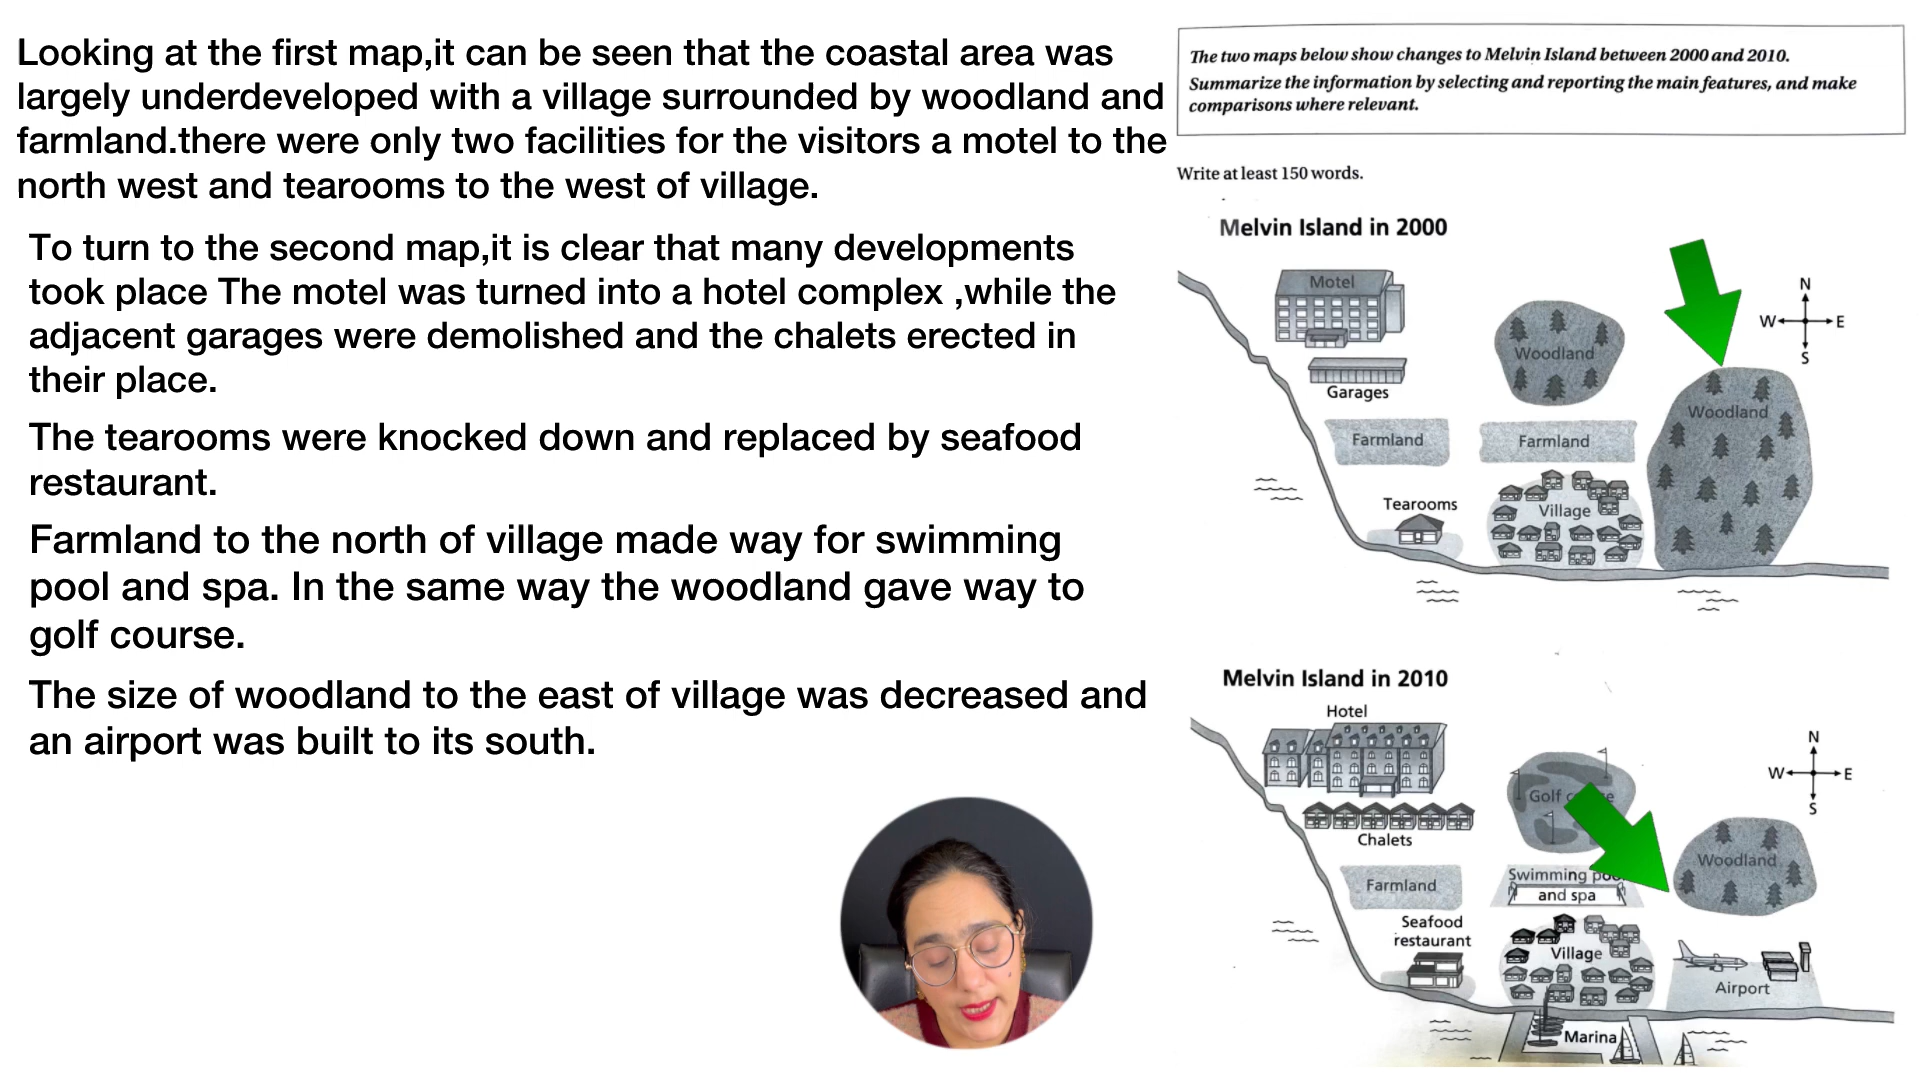 Looking at the first map,it can be seen that the coastal area was
largely underdeveloped with a village surrounded by woodland and
farmland.there were only two facilities for the visitors a motel to the
north west and tearooms to the west of village.
To turn to the second map,it is clear that many developments
took place The motel was turned into a hotel complex ,while the
adjacent garages were demolished and the chalets erected in
their place.
The tearooms were knocked down and replaced by seafood
restaurant.
Farmland to the north of village made way for swimming
pool and spa. In the same way the woodland gave way to
golf course.
The size of woodland to the east of village was decreased and
an airport was built to its south.
The two maps below show changes to Melvin Island between 2000 and 2010.
Summarize the information by selecting and reporting the main features, and make
comparisons where relevant.
Write at least 150 words.
Melvin Island in 2000
Motel
N
W E
S
Woodland
Garages
Woodland
Farmland
Farmland
Tearooms
Village
Melvin Island in 2010
Hotel
N
W E
S
Golf
Chalets
Woodland
Swimming
and spa
Farmland
Seafood
restaurant
Village
Airport
Marina